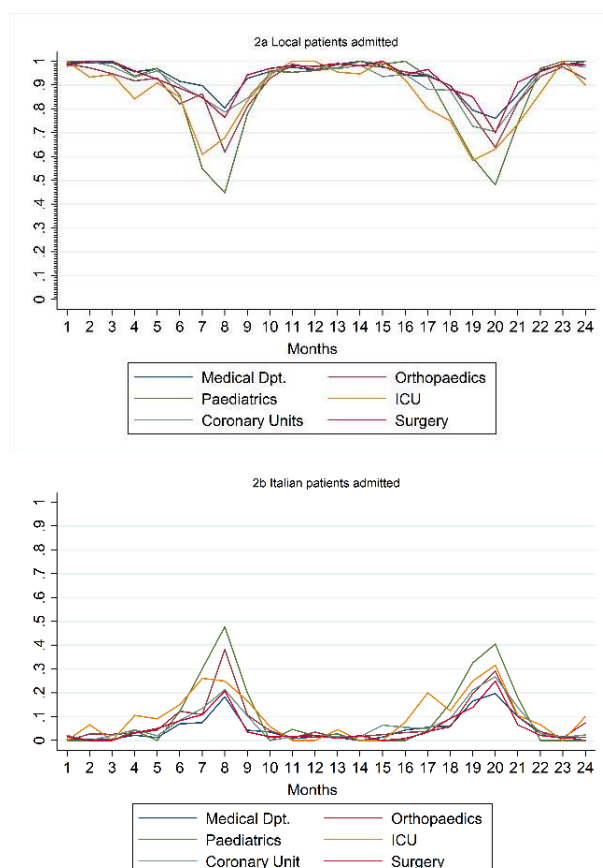 2a Local patients admitted
1
.9
.8
.7
.6
.5
.4
.3
.2
.1
0
1 2 3 4 5 6 7 8 9 10 11 12 13 14 15 16 17 18 19 20 21 22 23 24
Months
Medical Dpt. Orthopaedics
Paediatrics ICU
Coronary Units Surgery
2b Italian patients admitted
1
.9
.8
.7
.6
.5
.4
.3
.2
.1
0
1 2 3 4 5 6 7 8 9 10 11 12 13 14 15 16 17 18 19 20 21 22 23 24
Months
Medical Dpt. Orthopaedics
Paediatrics ICU
Coronary Unit Surgery